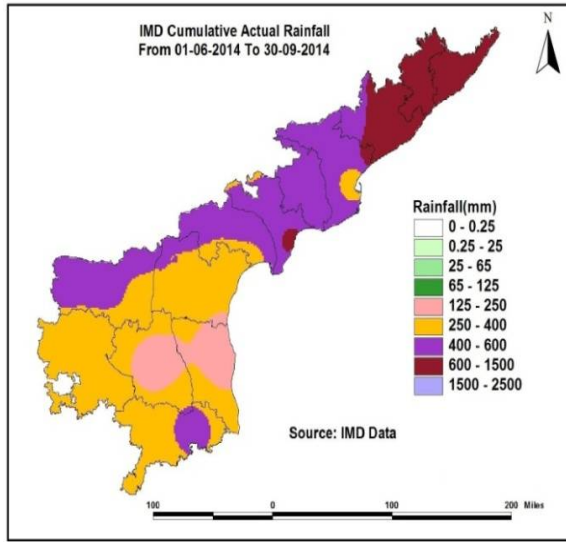 IMD Cumulative Actual Rainfall
From 01-06-2014 To 30-09-2014
N
Rainfall(mm)
0 - 0.25
0.25 - 25
25 - 65
65 - 125
125 - 250
250 - 400
400 - 600
600 - 1500
1500 - 2500
Source: IMD Data
100 0 100 200 Miles